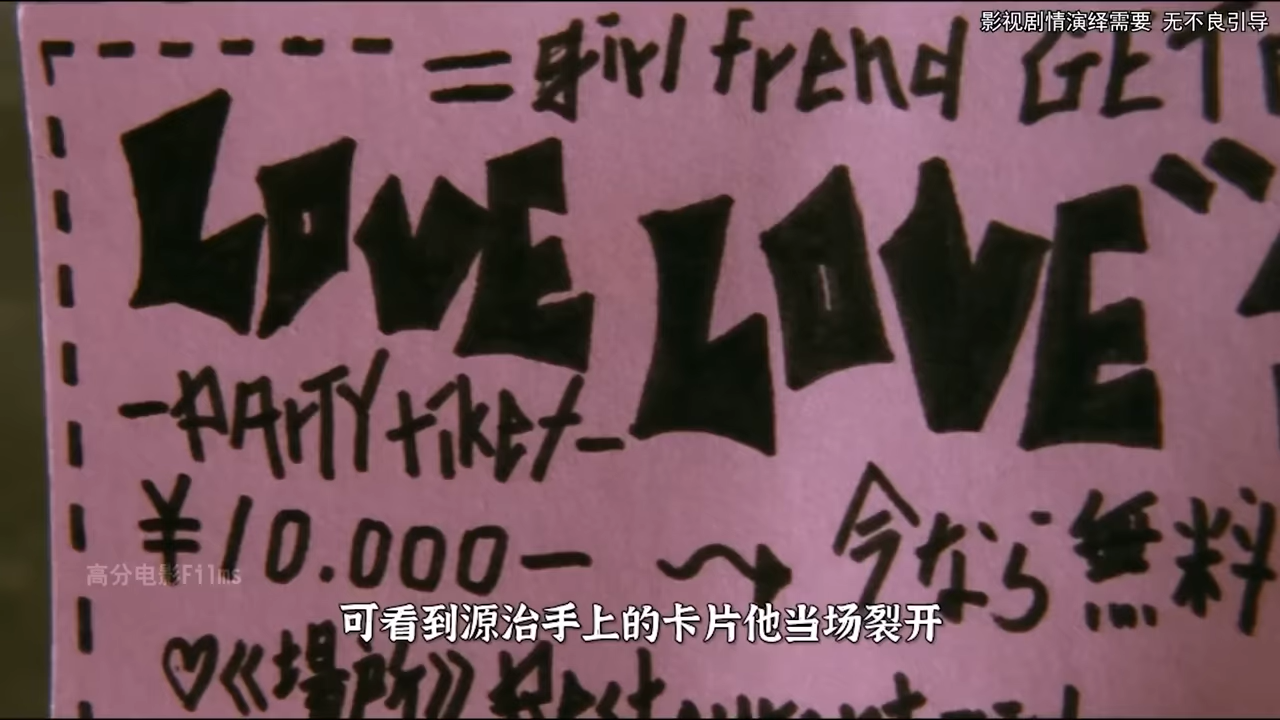 影视剧情演绎需要 无不良引导
=girl frend GET
LOVE LOVE
-PArTY tiket-
¥10.000- 今なら無料
高分电影Films
可看到源治手上的卡片他当场裂开
♡《場所》